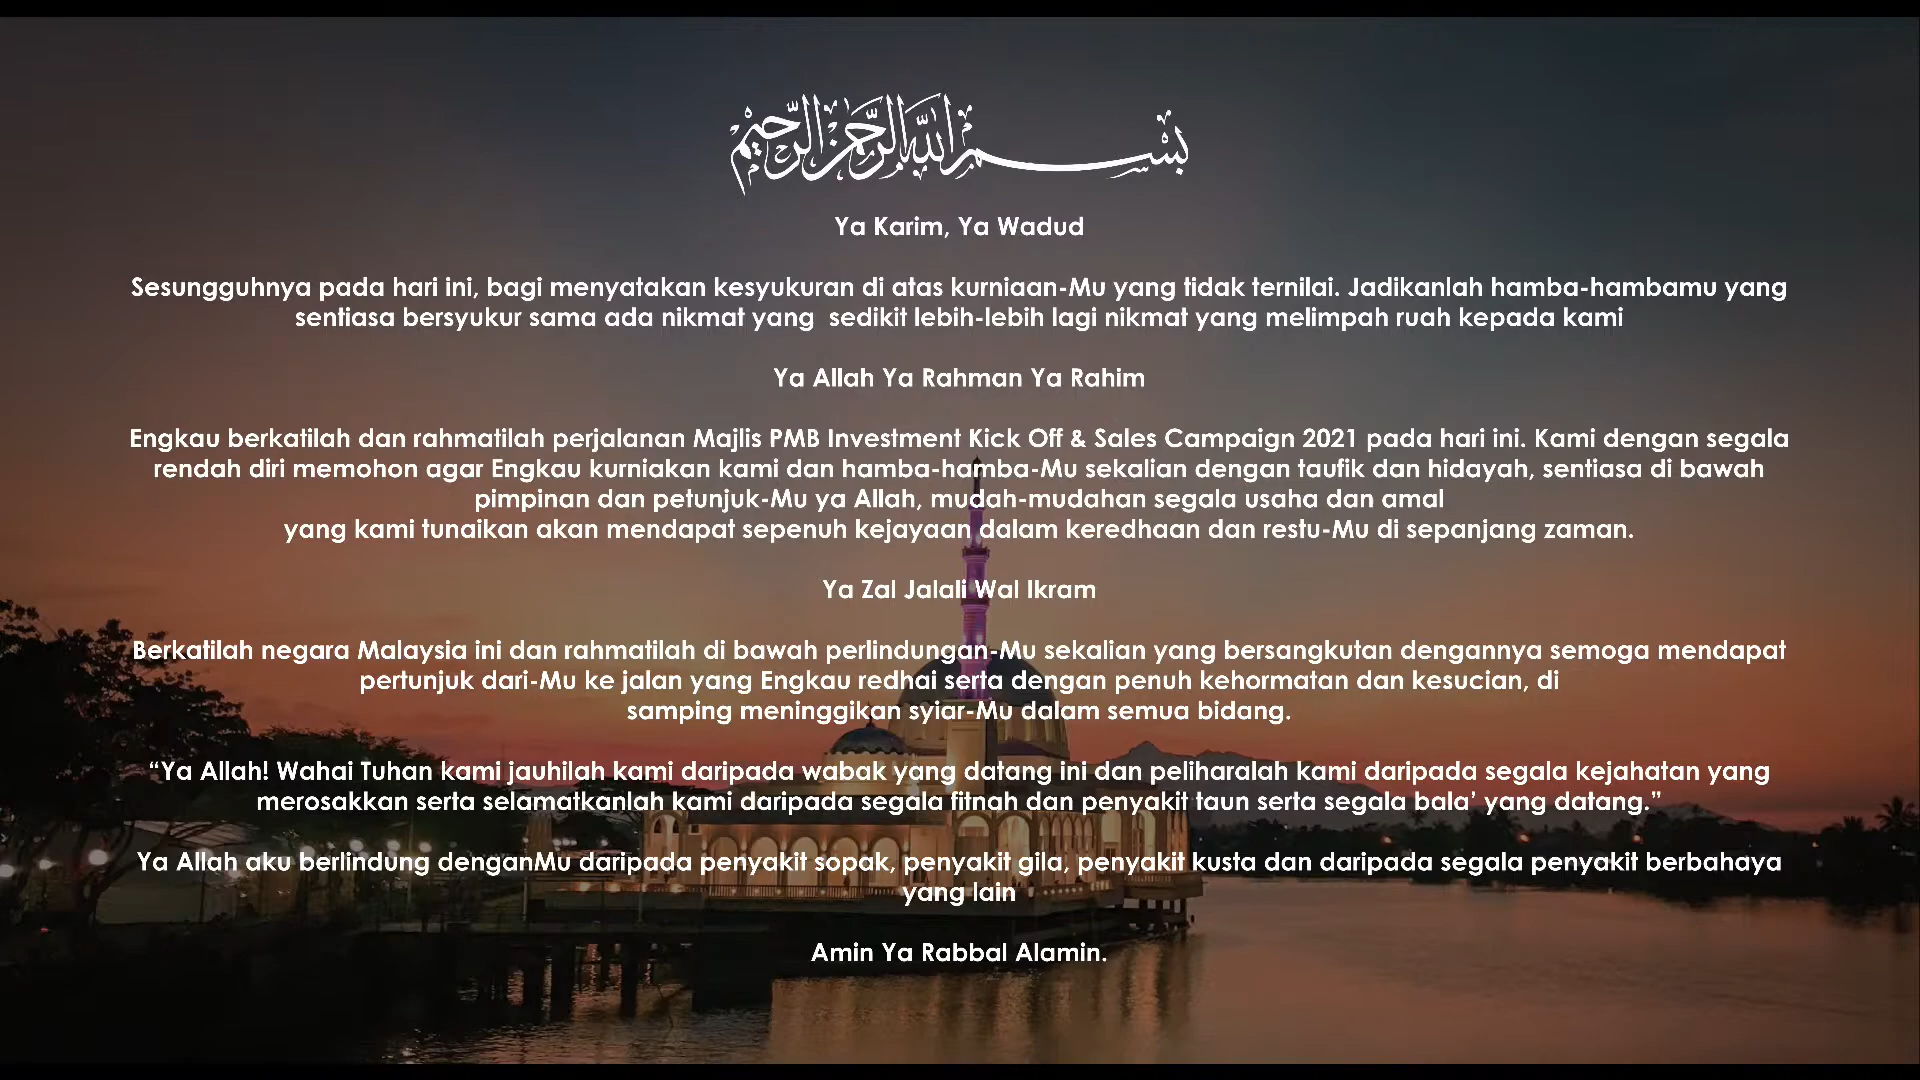 بسم الله الرحمن الرحيم
Ya Karim, Ya Wadud
Sesungguhnya pada hari ini, bagi menyatakan kesyukuran di atas kurniaan-Mu yang tidak ternilai. Jadikanlah hamba-hambamu yang
sentiasa bersyukur sama ada nikmat yang  sedikit lebih-lebih lagi nikmat yang melimpah ruah kepada kami
Ya Allah Ya Rahman Ya Rahim
Engkau berkatilah dan rahmatilah perjalanan Majlis PMB Investment Kick Off & Sales Campaign 2021 pada hari ini. Kami dengan segala
rendah diri memohon agar Engkau kurniakan kami dan hamba-hamba-Mu sekalian dengan taufik dan hidayah, sentiasa di bawah
pimpinan dan petunjuk-Mu ya Allah, mudah-mudahan segala usaha dan amal
yang kami tunaikan akan mendapat sepenuh kejayaan dalam keredhaan dan restu-Mu di sepanjang zaman.
Ya Zal Jalali Wal Ikram
Berkatilah negara Malaysia ini dan rahmatilah di bawah perlindungan-Mu sekalian yang bersangkutan dengannya semoga mendapat
pertunjuk dari-Mu ke jalan yang Engkau redhai serta dengan penuh kehormatan dan kesucian, di
samping meninggikan syiar-Mu dalam semua bidang.
“Ya Allah! Wahai Tuhan kami jauhilah kami daripada wabak yang datang ini dan peliharalah kami daripada segala kejahatan yang
merosakkan serta selamatkanlah kami daripada segala fitnah dan penyakit taun serta segala bala’ yang datang.”
Ya Allah aku berlindung denganMu daripada penyakit sopak, penyakit gila, penyakit kusta dan daripada segala penyakit berbahaya
yang lain
Amin Ya Rabbal Alamin.